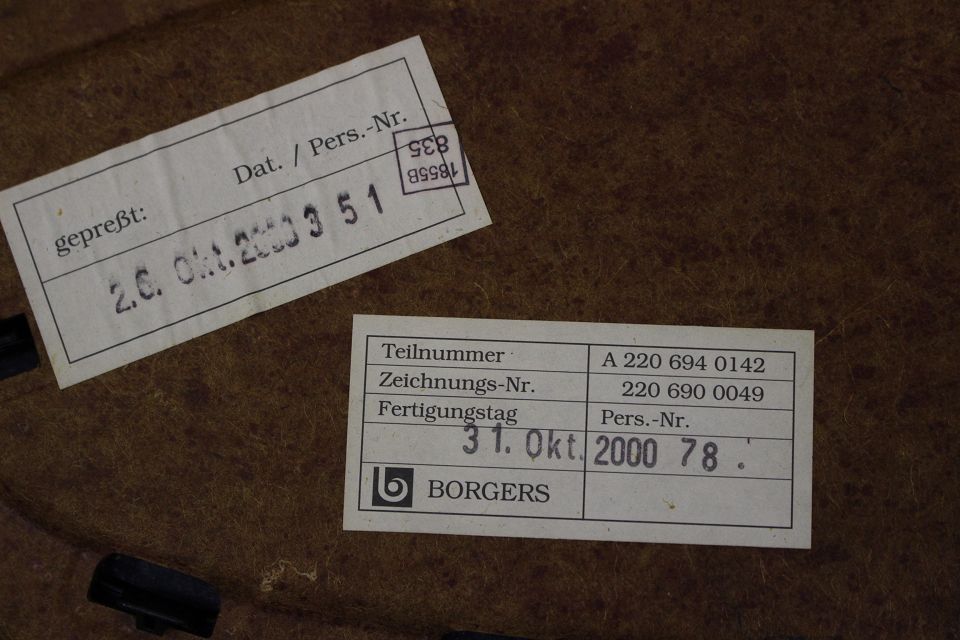 Dat. / Pers.-Nr.
gepreßt:
26. Okt. 2000 3 5 1
1855B
835
Teilnummer A 220 694 0142
Zeichnungs-Nr. 220 690 0049
Fertigungstag Pers.-Nr.
31. Okt. 2000 78.
BORGERS